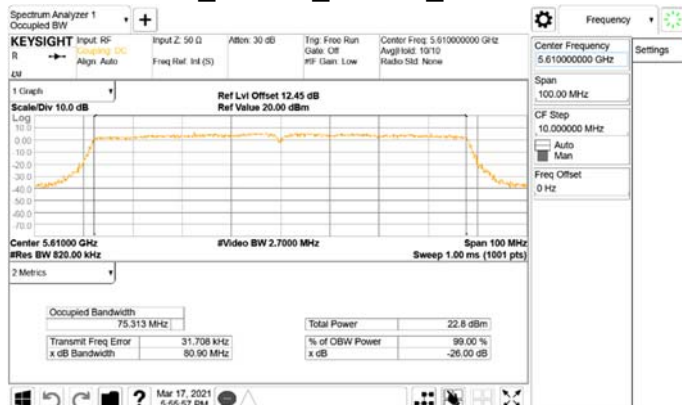 Spectrum Analyzer 1
Occupied BW
+
Frequency
KEYSIGHT Input: RF
Coupling: DC
Align: Auto
R
Input Z: 50 Ω
Freq Ref: Int (S)
Atten: 30 dB
Trig: Free Run
Gate: Off
#IF Gain: Low
Center Freq: 5.610000000 GHz
Avg|Hold: 10/10
Radio Std: None
Center Frequency
5.610000000 GHz
Settings
Span
100.00 MHz
CF Step
10.000000 MHz
Auto
Man
Freq Offset
0 Hz
1 Graph
Scale/Div 10.0 dB
Ref Lvl Offset 12.45 dB
Ref Value 20.00 dBm
Log
10.0
0.00
-10.0
-20.0
-30.0
-40.0
-50.0
-60.0
-70.0
Center 5.61000 GHz
#Res BW 820.00 kHz
#Video BW 2.7000 MHz
Span 100 MHz
Sweep 1.00 ms (1001 pts)
2 Metrics
Occupied Bandwidth
75.313 MHz
Transmit Freq Error 31.708 kHz
x dB Bandwidth 80.90 MHz
Total Power 22.8 dBm
% of OBW Power 99.00 %
x dB -26.00 dB
?
Mar 17, 2021
5:55:57 PM